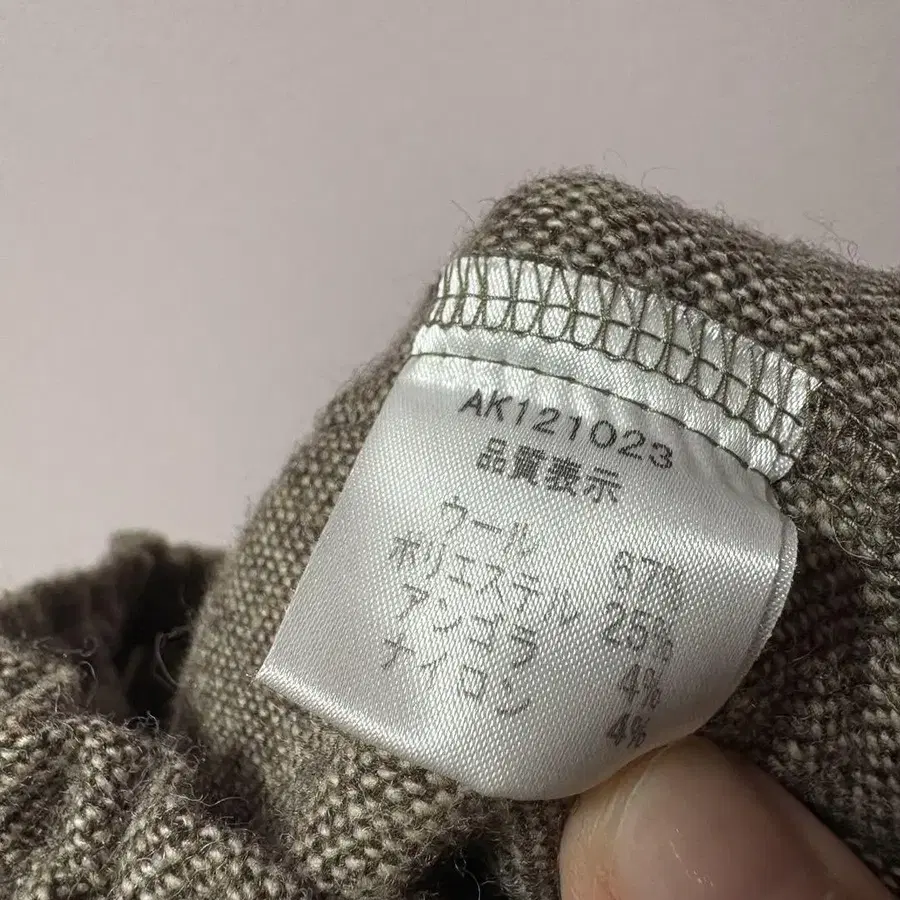 AK121023
品質表示
ウール 67%
ポリエステル 25%
アンゴラ 4%
ナイロン 4%